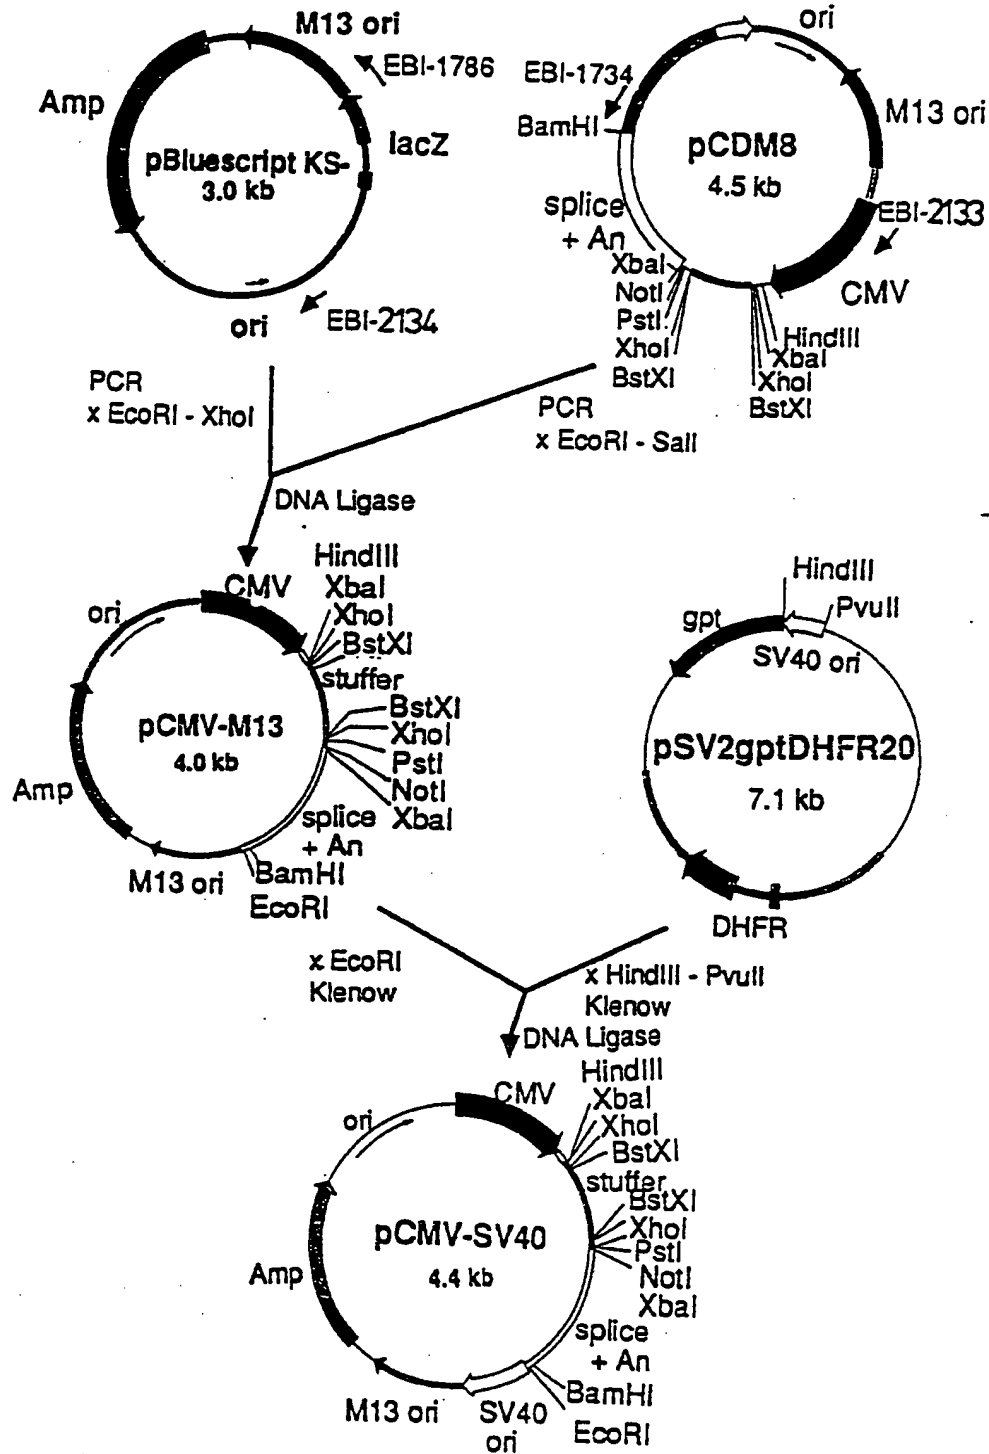 M13 ori
EBI-1786
Amp
lacZ
pBluescript KS-
3.0 kb
ori
EBI-2134
ori
EBI-1734
BamHI
M13 ori
pCDM8
4.5 kb
splice
+ An
EBI-2133
XbaI
NotI
PstI
XhoI
BstXI
CMV
HindIII
XbaI
XhoI
BstXI
PCR
x EcoRI - XhoI
PCR
x EcoRI - SalI
DNA Ligase
CMV
HindIII
XbaI
XhoI
BstXI
stuffer
ori
BstXI
XhoI
PstI
NotI
XbaI
pCMV-M13
4.0 kb
Amp
splice
+ An
BamHI
EcoRI
M13 ori
HindIII
PvuII
gpt
SV40 ori
pSV2gptDHFR20
7.1 kb
DHFR
x EcoRI
Klenow
x HindIII - PvuII
Klenow
DNA Ligase
CMV
HindIII
XbaI
XhoI
BstXI
stuffer
ori
BstXI
XhoI
PstI
NotI
XbaI
pCMV-SV40
4.4 kb
Amp
splice
+ An
BamHI
EcoRI
M13 ori
SV40
ori